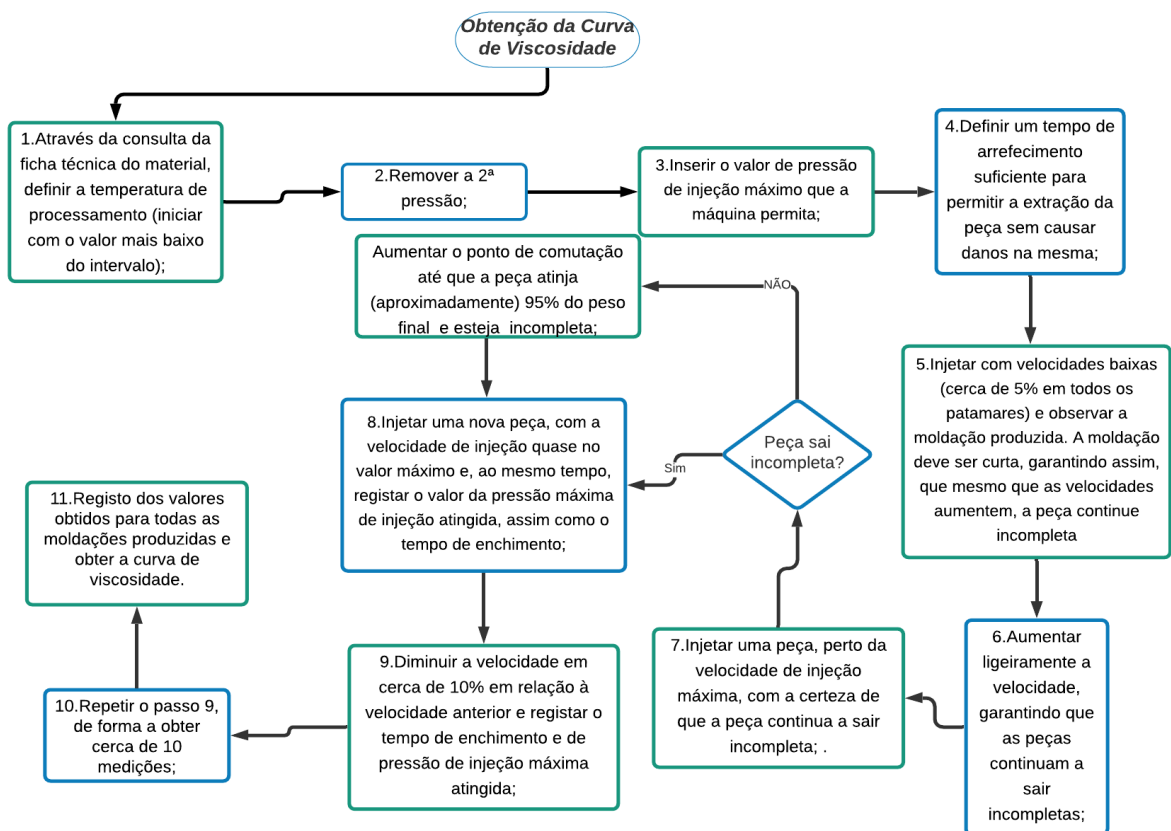 Obtenção da Curva
de Viscosidade
1.Através da consulta da
ficha técnica do material,
definir a temperatura de
processamento (iniciar
com o valor mais baixo
do intervalo);
2.Remover a 2ª
pressão;
3.Inserir o valor de pressão
de injeção máximo que a
máquina permita;
4.Definir um tempo de
arrefecimento
suficiente para
permitir a extração da
peça sem causar
danos na mesma;
5.Injetar com velocidades baixas
(cerca de 5% em todos os
patamares) e observar a
moldação produzida. A moldação
deve ser curta, garantindo assim,
que mesmo que as velocidades
aumentem, a peça continue
incompleta
6.Aumentar
ligeiramente a
velocidade,
garantindo que
as peças
continuam a
sair
incompletas;
7.Injetar uma peça, perto da
velocidade de injeção
máxima, com a certeza de
que a peça continua a sair
incompleta; .
Peça sai
incompleta?
NÃO
Sim
Aumentar o ponto de comutação
até que a peça atinja
(aproximadamente) 95% do peso
final e esteja incompleta;
8.Injetar uma nova peça, com a
velocidade de injeção quase no
valor máximo e, ao mesmo tempo,
registar o valor da pressão máxima
de injeção atingida, assim como o
tempo de enchimento;
9.Diminuir a velocidade em
cerca de 10% em relação à
velocidade anterior e registar o
tempo de enchimento e de
pressão de injeção máxima
atingida;
10.Repetir o passo 9,
de forma a obter
cerca de 10
medições;
11.Registo dos valores
obtidos para todas as
moldações produzidas e
obter a curva de
viscosidade.